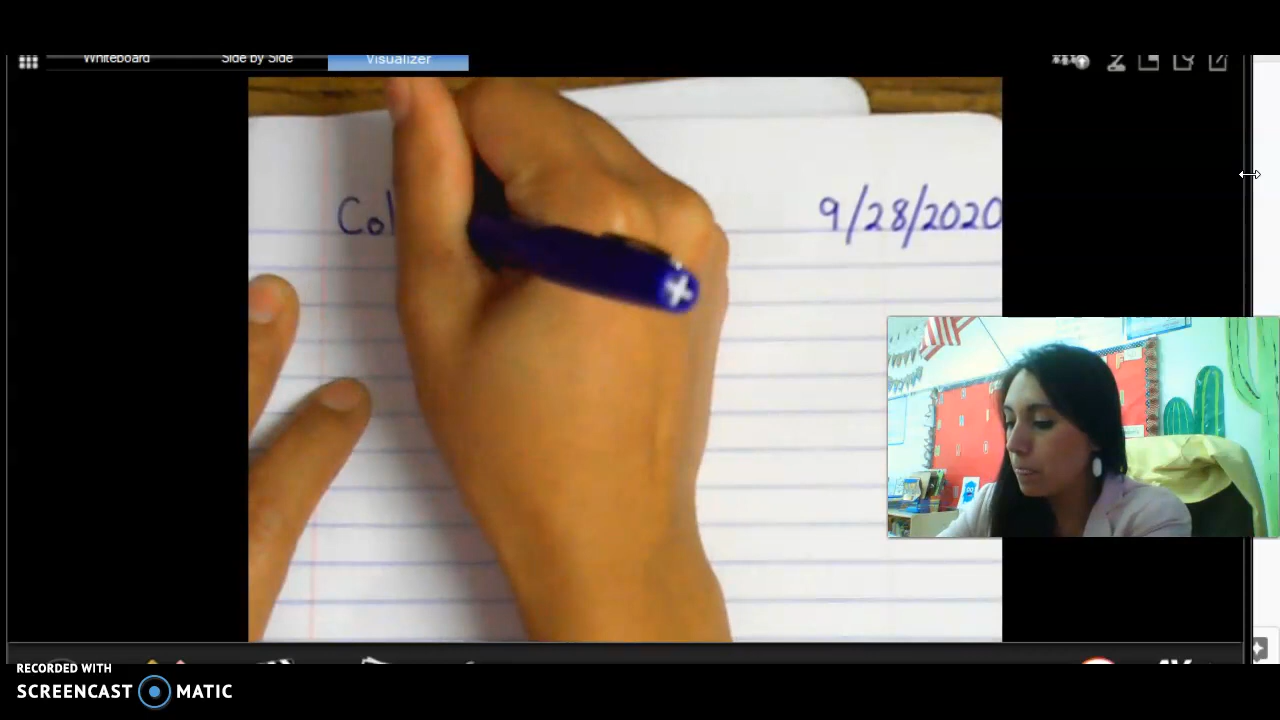 Whiteboard Side by Side Visualizer
Col 9/28/2020
RECORDED WITH
SCREENCAST MATIC